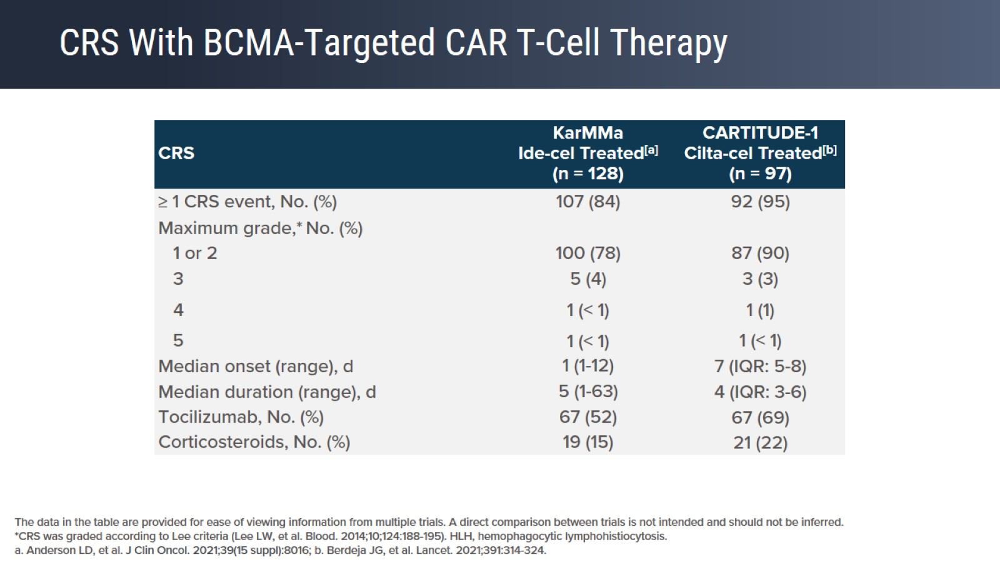 CRS With BCMA-Targeted CAR T-Cell Therapy
CRS KarMMa Ide-cel Treated[a] (n = 128) CARTITUDE-1 Cilta-cel Treated[b] (n = 97)
≥ 1 CRS event, No. (%) 107 (84) 92 (95)
Maximum grade,* No. (%)
1 or 2 100 (78) 87 (90)
3 5 (4) 3 (3)
4 1 (< 1) 1 (1)
5 1 (< 1) 1 (< 1)
Median onset (range), d 1 (1-12) 7 (IQR: 5-8)
Median duration (range), d 5 (1-63) 4 (IQR: 3-6)
Tocilizumab, No. (%) 67 (52) 67 (69)
Corticosteroids, No. (%) 19 (15) 21 (22)
The data in the table are provided for ease of viewing information from multiple trials. A direct comparison between trials is not intended and should not be inferred.
*CRS was graded according to Lee criteria (Lee LW, et al. Blood. 2014;10;124:188-195). HLH, hemophagocytic lymphohistiocytosis.
a. Anderson LD, et al. J Clin Oncol. 2021;39(15 suppl):8016; b. Berdeja JG, et al. Lancet. 2021;391:314-324.